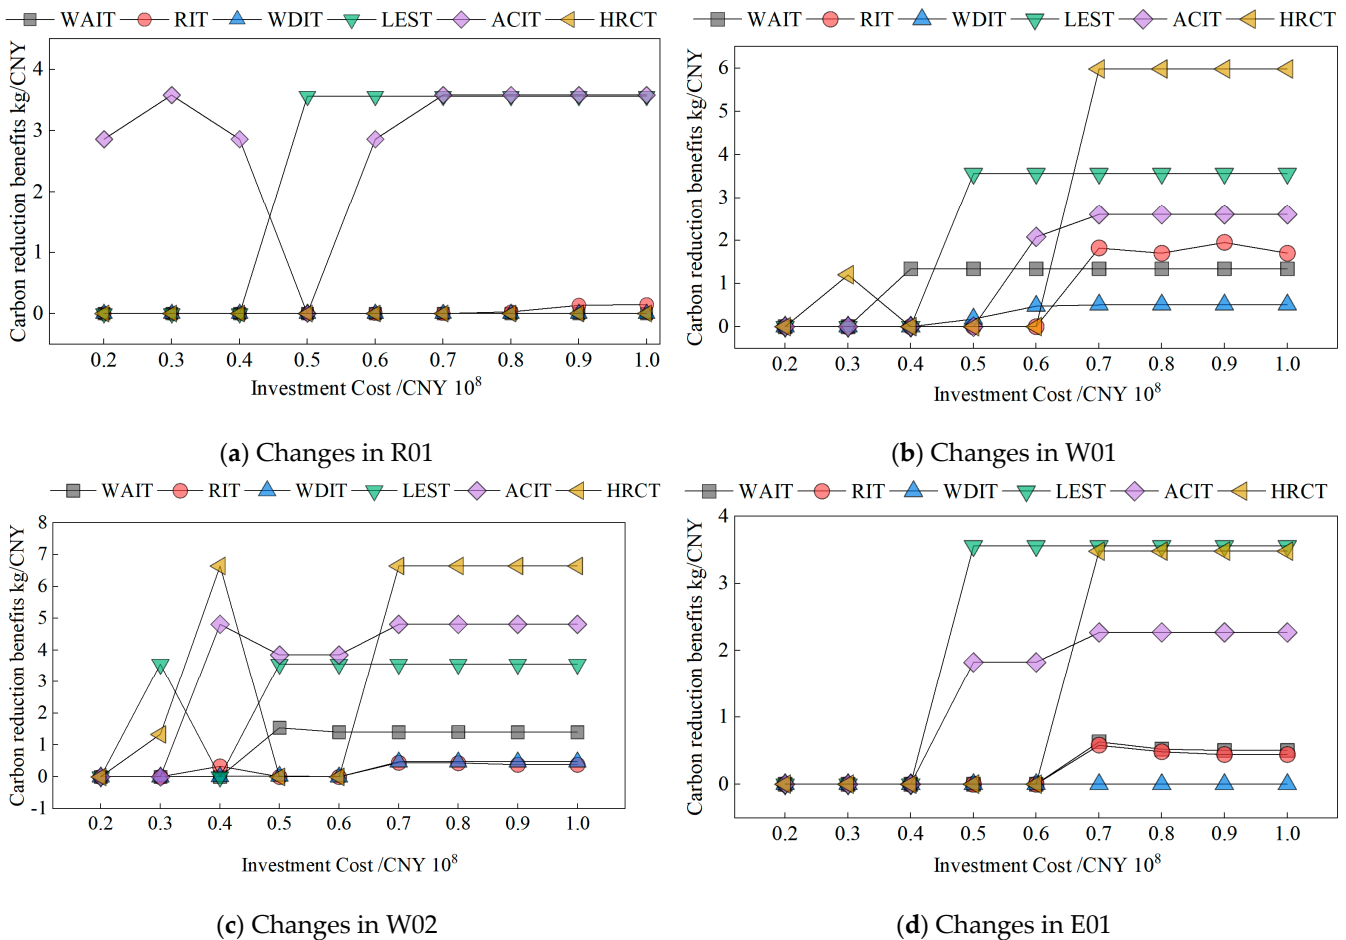 WAIT RIT WDIT LEST ACIT HRCT
Carbon reduction benefits kg/CNY
4
3
2
1
0
0.2 0.3 0.4 0.5 0.6 0.7 0.8 0.9 1.0
Investment Cost /CNY 10⁸
(a) Changes in R01
WAIT RIT WDIT LEST ACIT HRCT
Carbon reduction benefits kg/CNY
6
5
4
3
2
1
0
0.2 0.3 0.4 0.5 0.6 0.7 0.8 0.9 1.0
Investment Cost /CNY 10⁸
(b) Changes in W01
WAIT RIT WDIT LEST ACIT HRCT
Carbon reduction benefits kg/CNY
8
7
6
5
4
3
2
1
0
-1
0.2 0.3 0.4 0.5 0.6 0.7 0.8 0.9 1.0
Investment Cost /CNY 10⁸
(c) Changes in W02
WAIT RIT WDIT LEST ACIT HRCT
Carbon reduction benefits kg/CNY
4
3
2
1
0
0.2 0.3 0.4 0.5 0.6 0.7 0.8 0.9 1.0
Investment Cost /CNY 10⁸
(d) Changes in E01